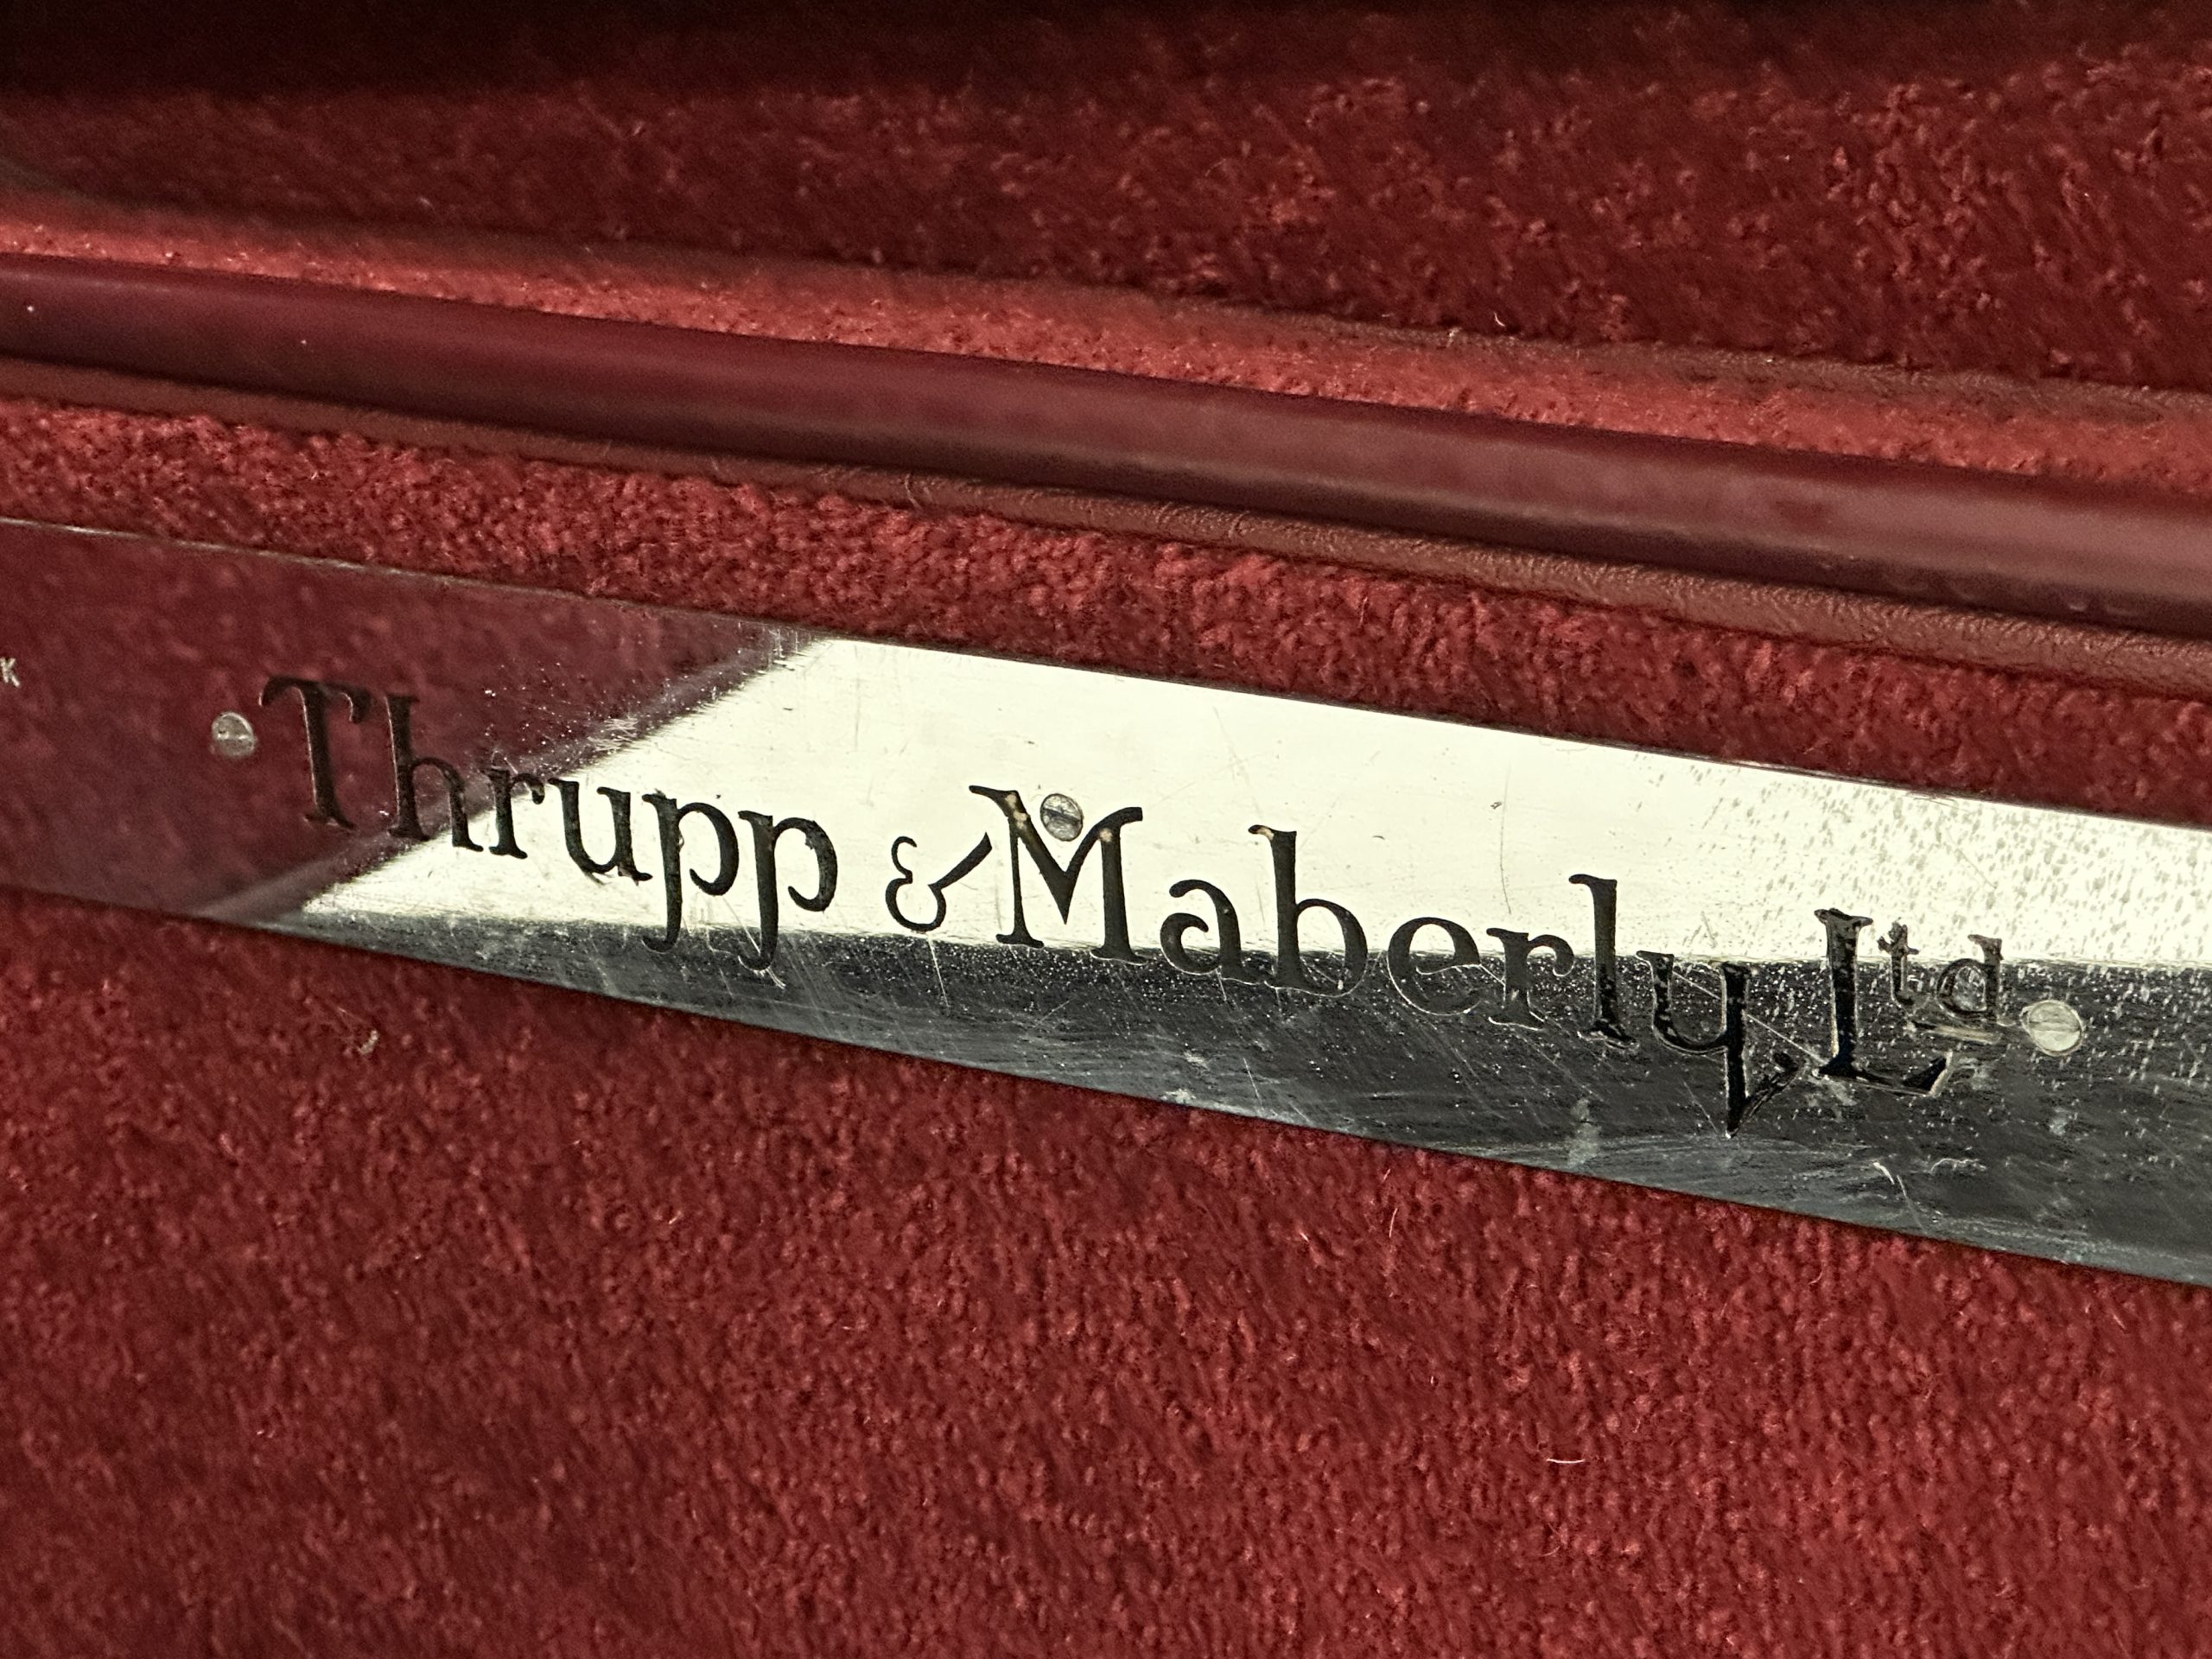 Thrupp & Maberly, Ltd